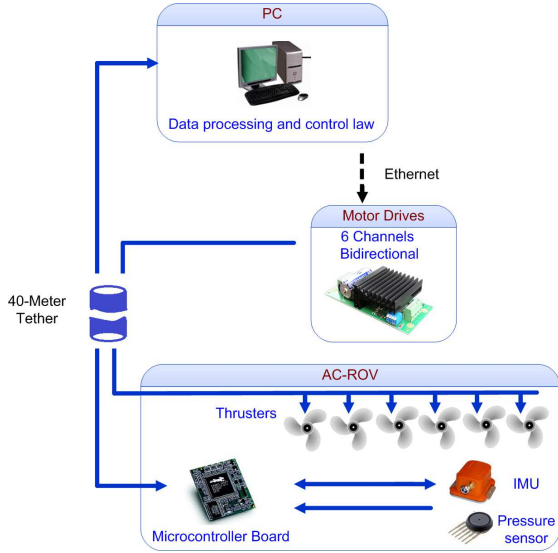 PC
Data processing and control law
Ethernet
Motor Drives
6 Channels
Bidirectional
40-Meter
Tether
AC-ROV
Thrusters
IMU
Pressure
sensor
Microcontroller Board